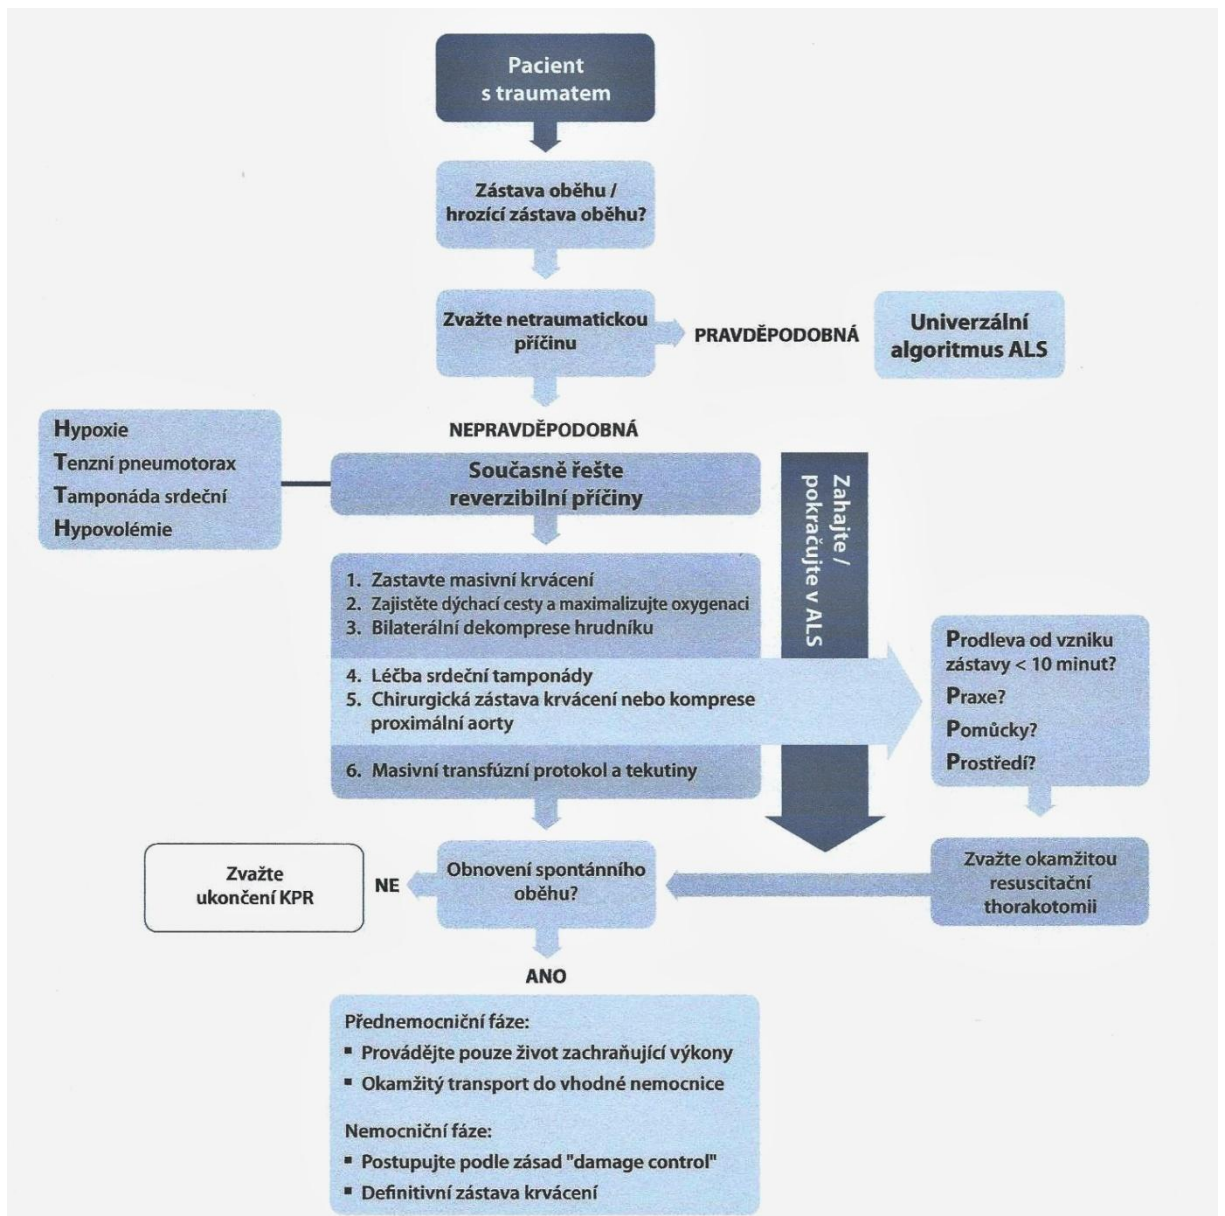 Pacient
s traumatem
Zástava oběhu /
hrozící zástava oběhu?
Zvažte netraumatickou
příčinu
PRAVDĚPODOBNÁ
Univerzální
algoritmus ALS
NEPRAVDĚPODOBNÁ
Hypoxie
Tenzní pneumotorax
Tamponáda srdeční
Hypovolémie
Současně řešte
reverzibilní příčiny
Zahajte /
pokračujte v ALS
1. Zastavte masivní krvácení
2. Zajistěte dýchací cesty a maximalizujte oxygenaci
3. Bilaterální dekomprese hrudníku
4. Léčba srdeční tamponády
5. Chirurgická zástava krvácení nebo komprese
proximální aorty
6. Masivní transfúzní protokol a tekutiny
Prodleva od vzniku
zástavy < 10 minut?
Praxe?
Pomůcky?
Prostředí?
Zvažte okamžitou
resuscitační
thorakotomii
Obnovení spontánního
oběhu?
NE
Zvažte
ukončení KPR
ANO
Přednemocniční fáze:
▪ Provádějte pouze život zachraňující výkony
▪ Okamžitý transport do vhodné nemocnice
Nemocniční fáze:
▪ Postupujte podle zásad "damage control"
▪ Definitivní zástava krvácení